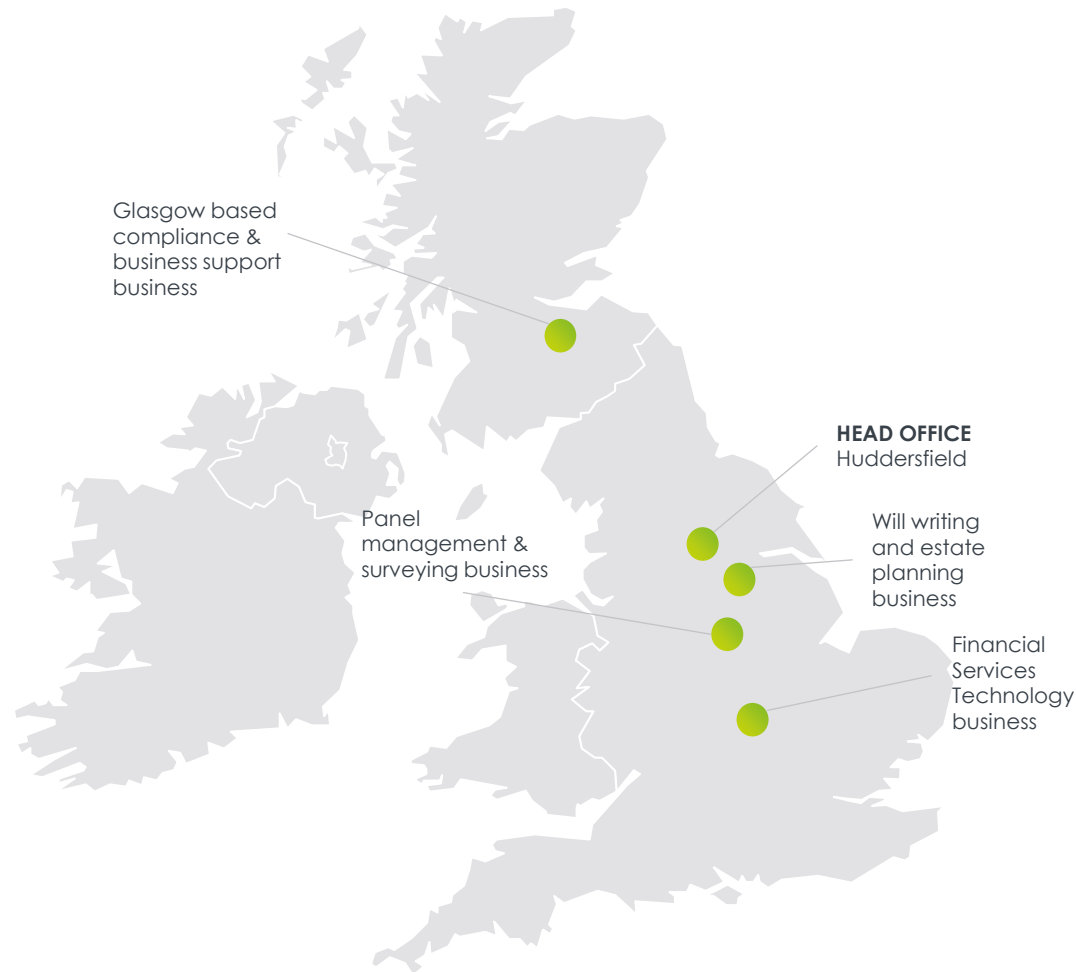 Glasgow based
compliance &
business support
business
HEAD OFFICE
Huddersfield
Panel
management &
surveying business
Will writing
and estate
planning
business
Financial
Services
Technology
business